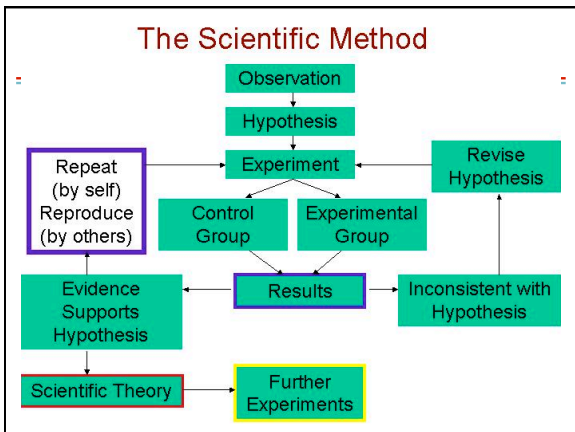 The Scientific Method
Observation
Hypothesis
Experiment
Repeat
(by self)
Reproduce
(by others)
Revise
Hypothesis
Control
Group
Experimental
Group
Results
Evidence
Supports
Hypothesis
Inconsistent with
Hypothesis
Scientific Theory
Further
Experiments